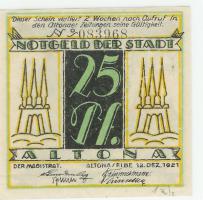 Dieser Schein verliert 2 Wochen nach Aufruf in
den Altonaer Zeitungen seine Gültigkeit.
No 083968
NOTGELD DER STADT
25
Pf.
ALTONA
DER MAGISTRAT. ALTONA/ELBE 13. DEZ. 1921